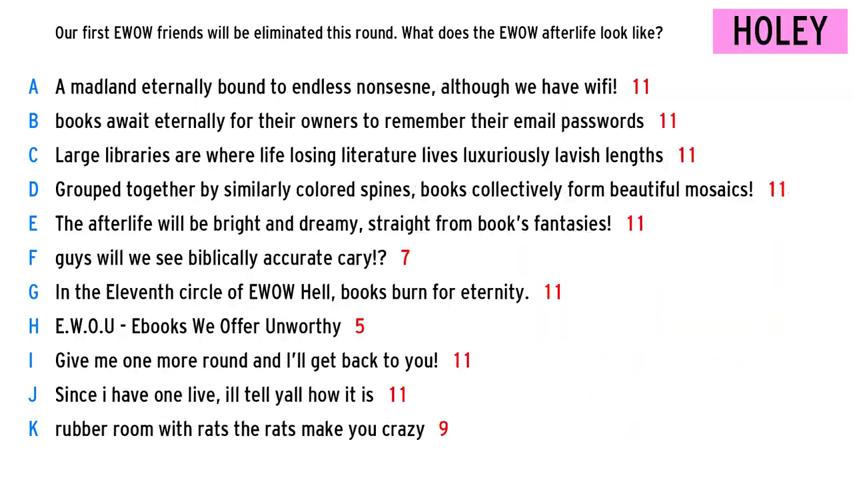 Our first EWOW friends will be eliminated this round. What does the EWOW afterlife look like?
HOLEY
A A madland eternally bound to endless nonsesne, although we have wifi! 11
B books await eternally for their owners to remember their email passwords 11
C Large libraries are where life losing literature lives luxuriously lavish lengths 11
D Grouped together by similarly colored spines, books collectively form beautiful mosaics! 11
E The afterlife will be bright and dreamy, straight from book's fantasies! 11
F guys will we see biblically accurate cary!? 7
G In the Eleventh circle of EWOW Hell, books burn for eternity. 11
H E.W.O.U - Ebooks We Offer Unworthy 5
I Give me one more round and I'll get back to you! 11
J Since i have one live, ill tell yall how it is 11
K rubber room with rats the rats make you crazy 9